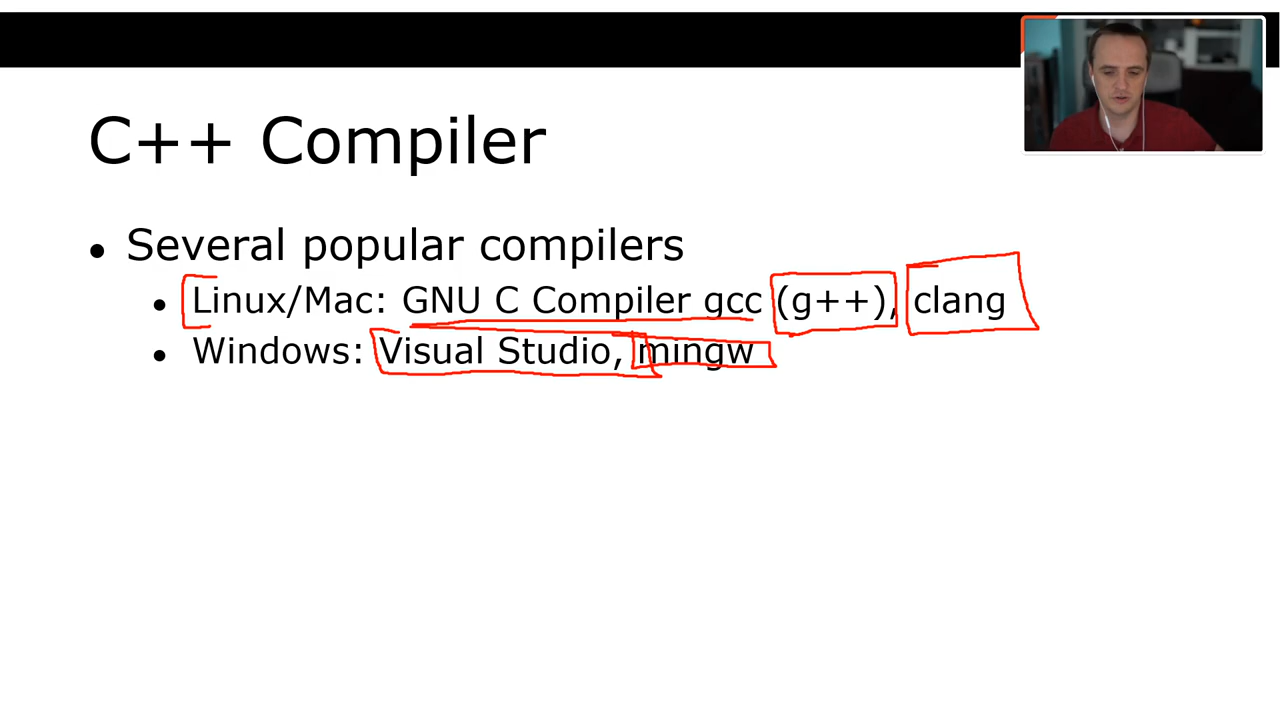 C++ Compiler
● Several popular compilers
● Linux/Mac: GNU C Compiler gcc (g++), clang
● Windows: Visual Studio, mingw